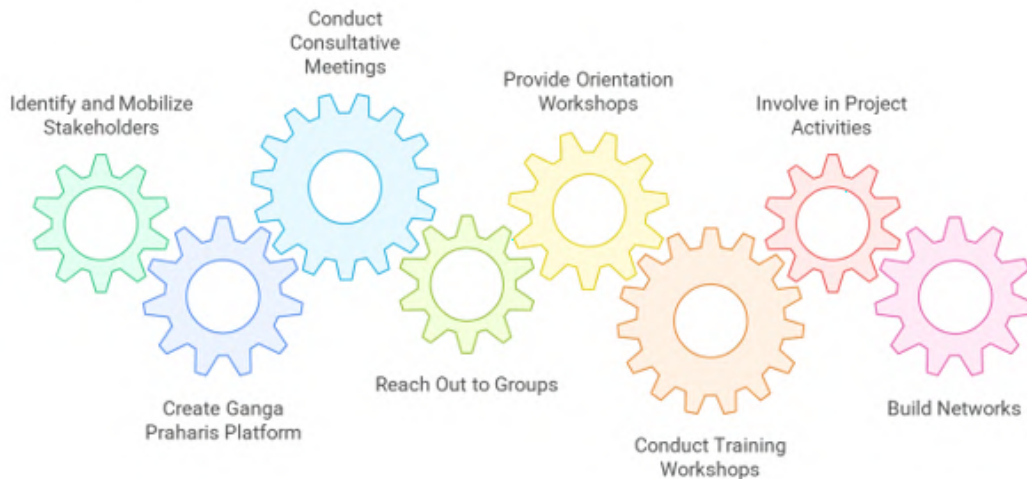 Identify and Mobilize
Stakeholders
Create Ganga
Praharis Platform
Conduct
Consultative
Meetings
Reach Out to Groups
Provide Orientation
Workshops
Conduct Training
Workshops
Involve in Project
Activities
Build Networks